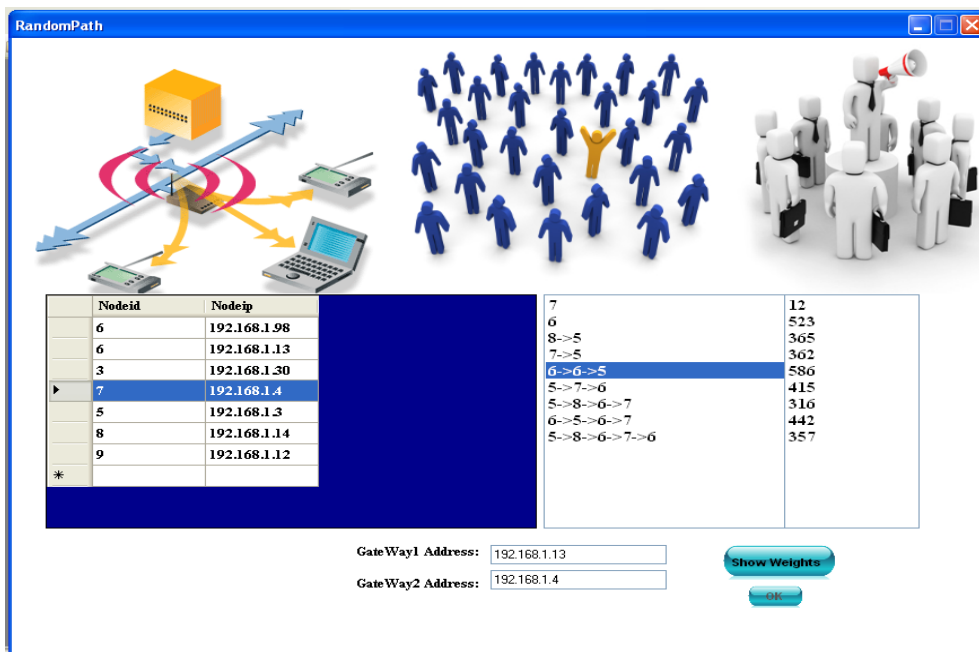 RandomPath
Nodeid Nodeip
6 192.168.1.98
6 192.168.1.13
3 192.168.1.30
7 192.168.1.4
5 192.168.1.3
8 192.168.1.14
9 192.168.1.12
7 12
6 523
8->5 365
7->5 362
6->6->5 586
5->7->6 415
5->8->6->7 316
6->5->6->7 442
5->8->6->7->6 357
GateWay1 Address: 192.168.1.13
GateWay2 Address: 192.168.1.4
Show Weights
OK